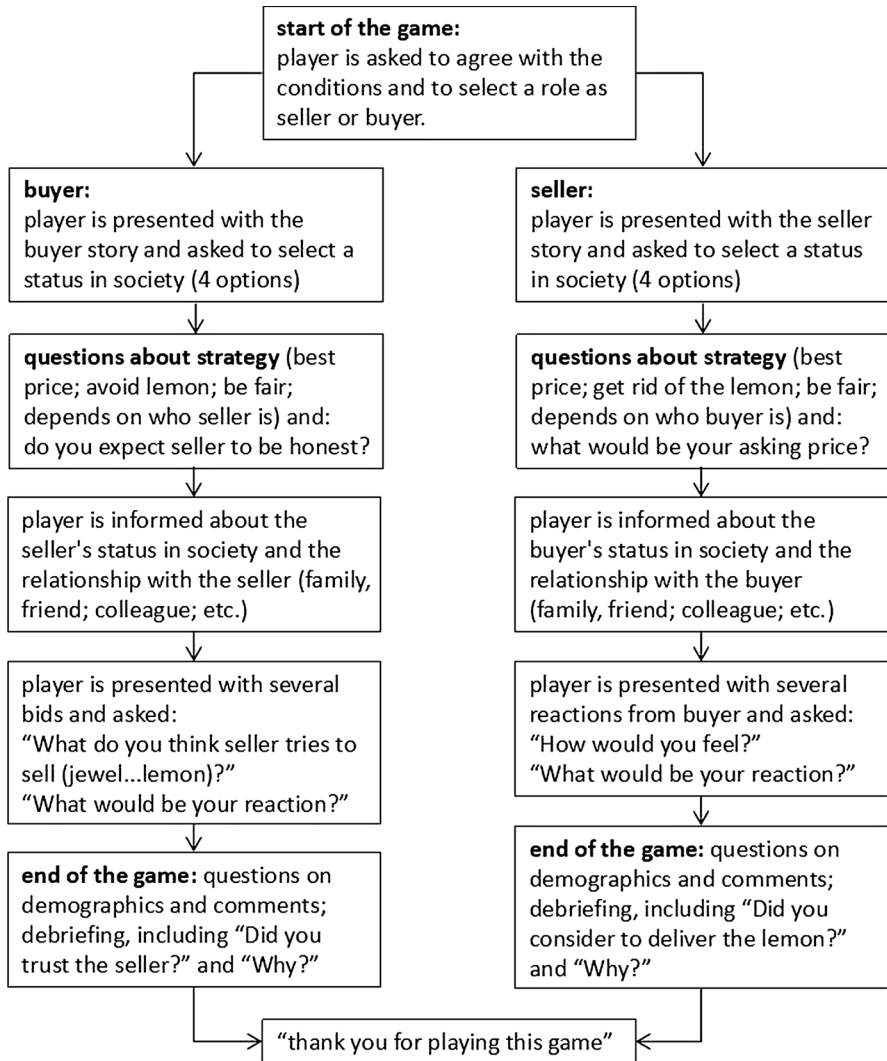 start of the game:
player is asked to agree with the
conditions and to select a role as
seller or buyer.
buyer:
player is presented with the
buyer story and asked to select a
status in society (4 options)
questions about strategy (best
price; avoid lemon; be fair;
depends on who seller is) and:
do you expect seller to be honest?
player is informed about the
seller's status in society and the
relationship with the seller (family,
friend; colleague; etc.)
player is presented with several
bids and asked:
“What do you think seller tries to
sell (jewel...lemon)?”
“What would be your reaction?”
end of the game: questions on
demographics and comments;
debriefing, including “Did you
trust the seller?” and “Why?”
seller:
player is presented with the seller
story and asked to select a status
in society (4 options)
questions about strategy (best
price; get rid of the lemon; be fair;
depends on who buyer is) and:
what would be your asking price?
player is informed about the
buyer's status in society and the
relationship with the buyer
(family, friend; colleague; etc.)
player is presented with several
reactions from buyer and asked:
“How would you feel?”
“What would be your reaction?”
end of the game: questions on
demographics and comments;
debriefing, including “Did you
consider to deliver the lemon?”
and “Why?”
“thank you for playing this game”